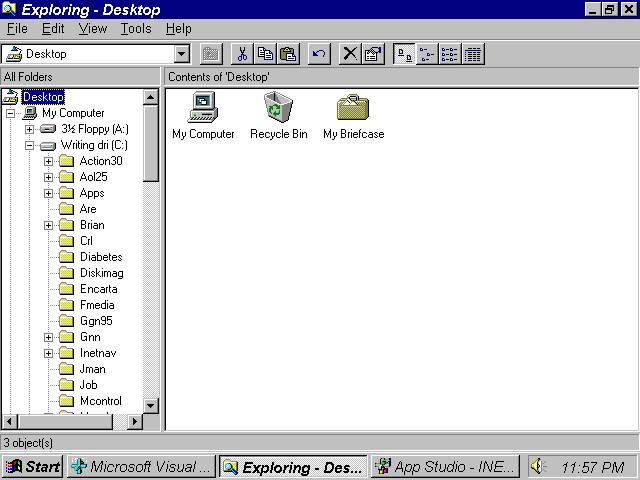 Exploring - Desktop
File Edit View Tools Help
Desktop
All Folders
Contents of 'Desktop'
Desktop
My Computer
3½ Floppy (A:)
Writing dri (C:)
Action30
Aol25
Apps
Are
Brian
Crl
Diabetes
Diskimag
Encarta
Fmedia
Ggn95
Gnn
Inetnav
Jman
Job
Mcontrol
My Computer Recycle Bin My Briefcase
3 object(s)
Start Microsoft Visual ... Exploring - Des... App Studio - INE... 11:57 PM